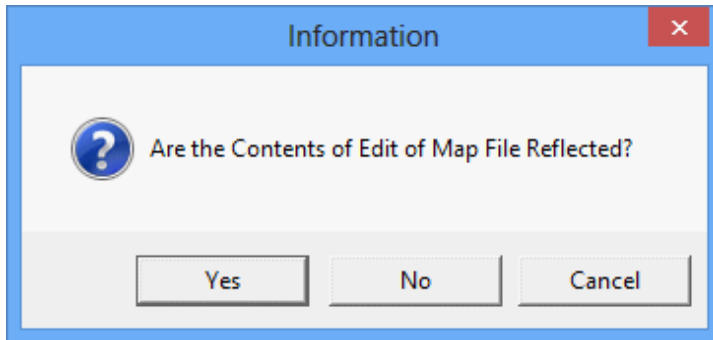 Information
Are the Contents of Edit of Map File Reflected?
Yes No Cancel